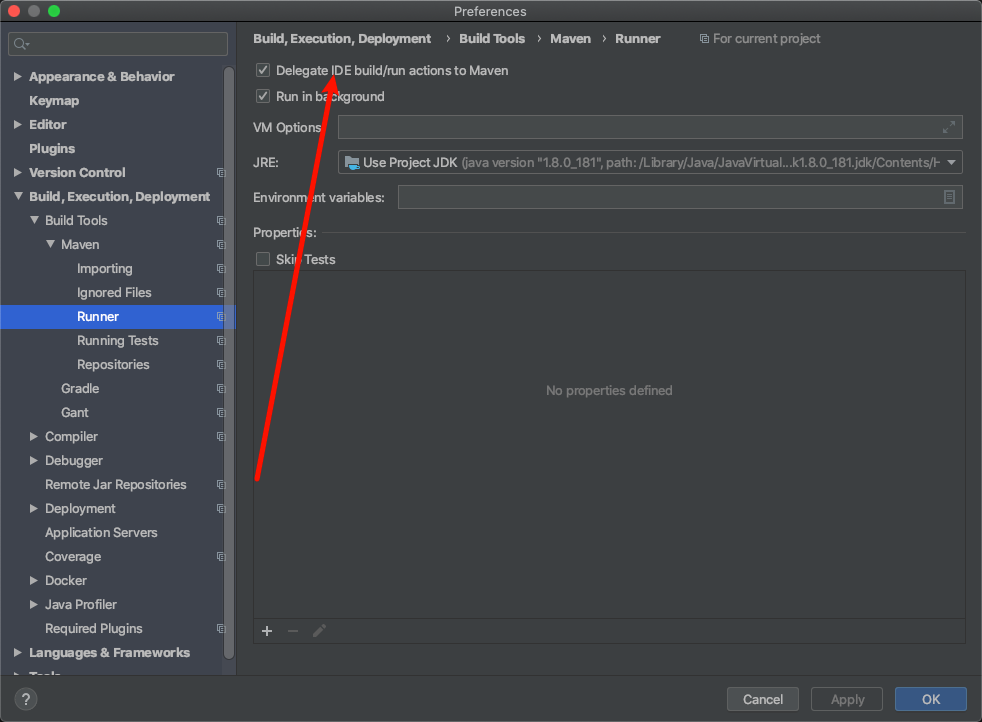 Preferences
Appearance & Behavior
Keymap
Editor
Plugins
Version Control
Build, Execution, Deployment
Build Tools
Maven
Importing
Ignored Files
Runner
Running Tests
Repositories
Gradle
Gant
Compiler
Debugger
Remote Jar Repositories
Deployment
Application Servers
Coverage
Docker
Java Profiler
Required Plugins
Languages & Frameworks
Tools
Build, Execution, Deployment › Build Tools › Maven › Runner For current project
Delegate IDE build/run actions to Maven
Run in background
VM Options
JRE: Use Project JDK (java version "1.8.0_181", path: /Library/Java/JavaVirtual...k1.8.0_181.jdk/Contents/H
Environment variables:
Properties:
Skip Tests
No properties defined
? Cancel Apply OK